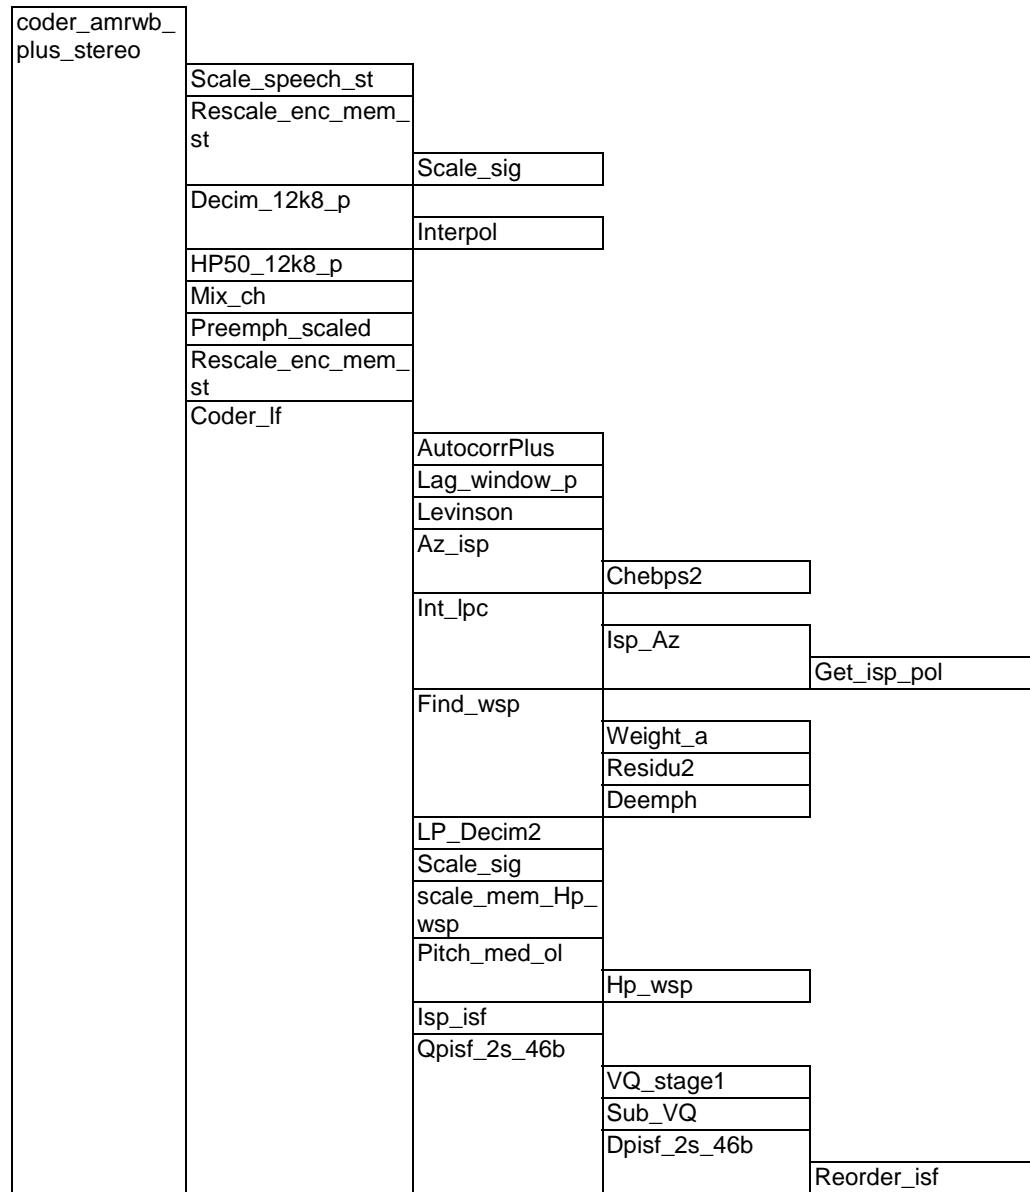 coder_amrwb_
plus_stereo
Scale_speech_st
Rescale_enc_mem_
st
Scale_sig
Decim_12k8_p
Interpol
HP50_12k8_p
Mix_ch
Preemph_scaled
Rescale_enc_mem_
st
Coder_lf
AutocorrPlus
Lag_window_p
Levinson
Az_isp
Chebps2
Int_lpc
Isp_Az
Get_isp_pol
Find_wsp
Weight_a
Residu2
Deemph
LP_Decim2
Scale_sig
scale_mem_Hp_
wsp
Pitch_med_ol
Hp_wsp
Isp_isf
Qpisf_2s_46b
VQ_stage1
Sub_VQ
Dpisf_2s_46b
Reorder_isf